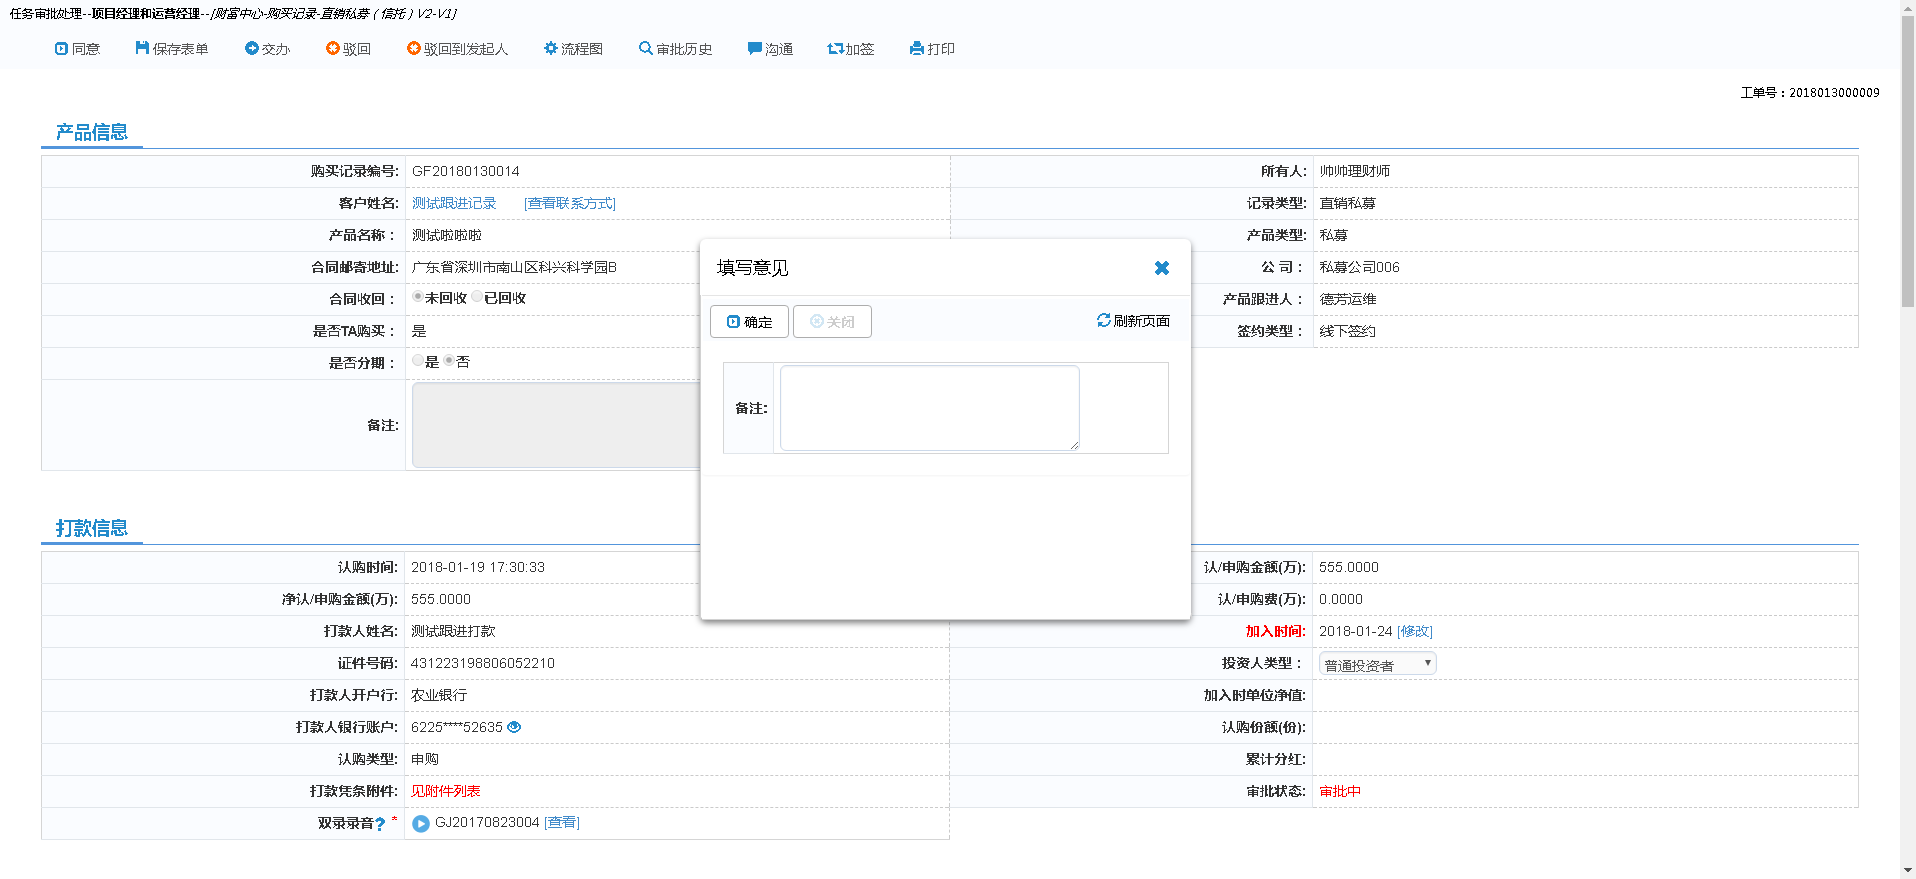 任务审批处理--项目经理和运营经理--[财富中心-购买记录-直销私募（信托）V2-V1]
同意 保存表单 交办 驳回 驳回到发起人 流程图 审批历史 沟通 加签 打印
工单号：2018013000009
产品信息
购买记录编号: GF20180130014 所有人: 帅帅理财师
客户姓名: 测试跟进记录 [查看联系方式] 记录类型: 直销私募
产品名称： 测试啦啦啦 产品类型: 私募
合同邮寄地址: 广东省深圳市南山区科兴科学园B 公 司： 私募公司006
合同收回： 未回收 已回收 产品跟进人： 德芳运维
是否TA购买： 是 签约类型： 线下签约
是否分期： 是 否
备注:
填写意见
确定 关闭 刷新页面
备注:
打款信息
认购时间: 2018-01-19 17:30:33 认/申购金额(万): 555.0000
净认/申购金额(万): 555.0000 认/申购费(万): 0.0000
打款人姓名: 测试跟进打款 加入时间: 2018-01-24 [修改]
证件号码: 431223198806052210 投资人类型： 普通投资者
打款人开户行: 农业银行 加入时单位净值:
打款人银行账户: 6225****52635 认购份额(份):
认购类型: 申购 累计分红:
打款凭条附件: 见附件列表 审批状态: 审批中
双录录音? * GJ20170823004 [查看]